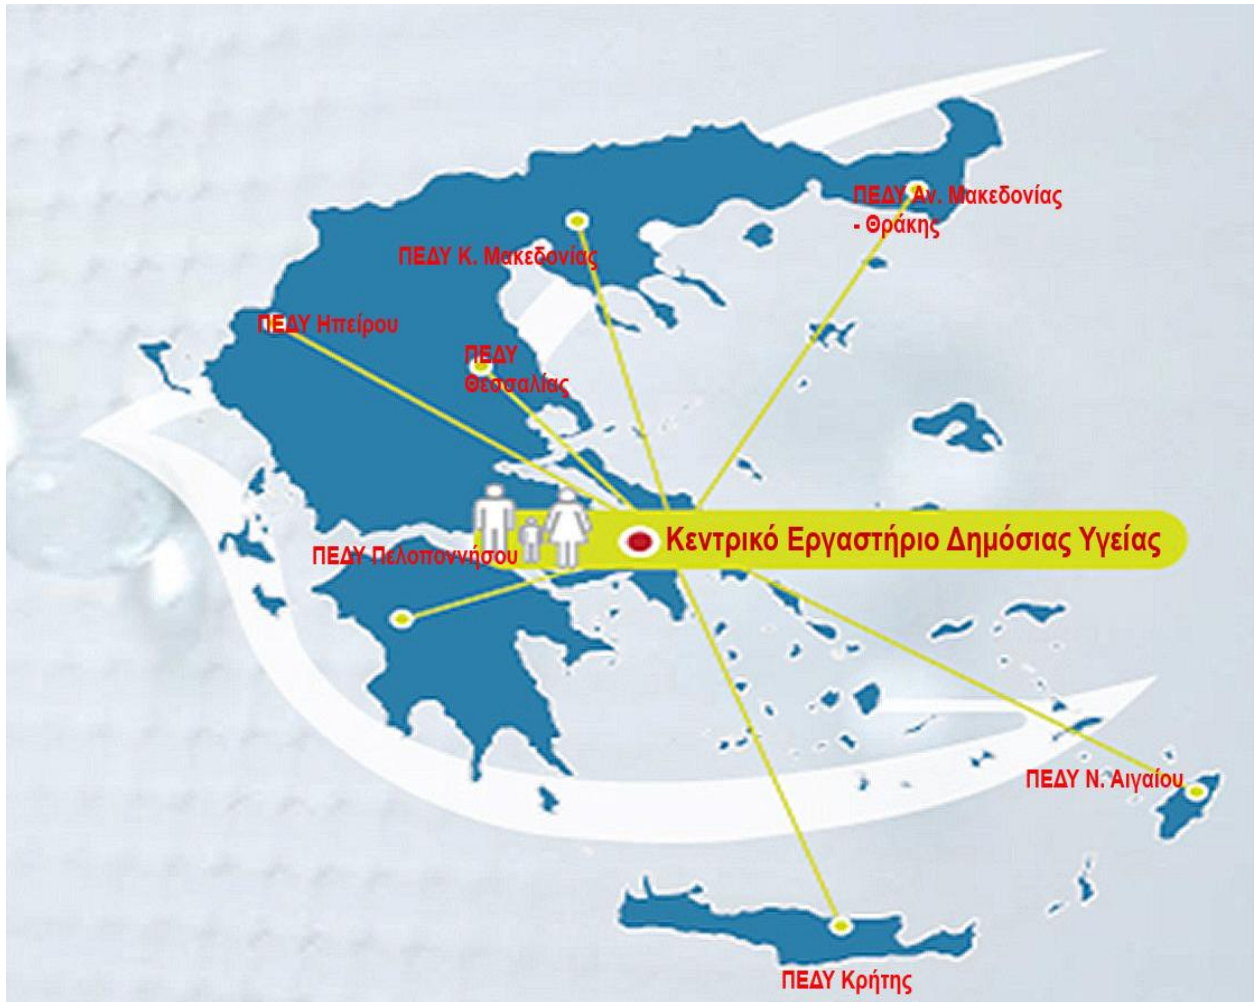 ΠΕΔΥ Αν. Μακεδονίας
- Θράκης
ΠΕΔΥ Κ. Μακεδονίας
ΠΕΔΥ Ηπείρου
ΠΕΔΥ
Θεσσαλίας
Κεντρικό Εργαστήριο Δημόσιας Υγείας
ΠΕΔΥ Πελοποννήσου
ΠΕΔΥ Ν. Αιγαίου
ΠΕΔΥ Κρήτης